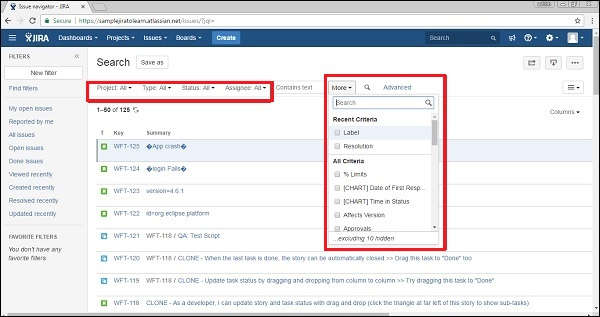 Issue navigator - JIRA
Secure
https://samplejiratolearn.atlassian.net/issues/?jql=
JIRA Dashboards Projects Issues Boards Create Search
FILTERS
New filter
Find filters
My open issues
Reported by me
All issues
Open issues
Done issues
Viewed recently
Created recently
Resolved recently
Updated recently
FAVORITE FILTERS
You don't have any
favorite filters.
Search Save as
Project: All Type: All Status: All Assignee: All Contains text More Advanced
Search
Recent Criteria
Label
Resolution
All Criteria
% Limits
[CHART] Date of First Resp...
[CHART] Time in Status
Affects Version
Approvals
...excluding 10 hidden
1–50 of 125
Columns
T Key Summary
WFT-125 �App crash�
WFT-124 �login Fails�
WFT-123 version=4.6.1
WFT-122 id=org.eclipse.platform
WFT-121 WFT-118 / QA: Test Script
WFT-120 WFT-118 / CLONE - When the last task is done, the story can be automatically closed >> Drag this task to "Done" too
WFT-119 WFT-118 / CLONE - Update task status by dragging and dropping from column to column >> Try dragging this task to "Done"
WFT-118 CLONE - As a developer, I can update story and task status with drag and drop (click the triangle at far left of this story to show sub-tasks)